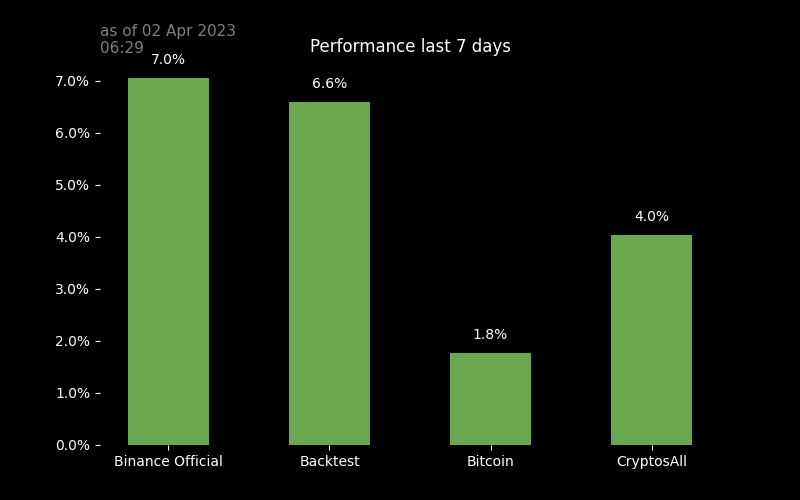 as of 02 Apr 2023
06:29
Performance last 7 days
7.0%
6.6%
4.0%
1.8%
7.0%
6.0%
5.0%
4.0%
3.0%
2.0%
1.0%
0.0%
Binance Official
Backtest
Bitcoin
CryptosAll